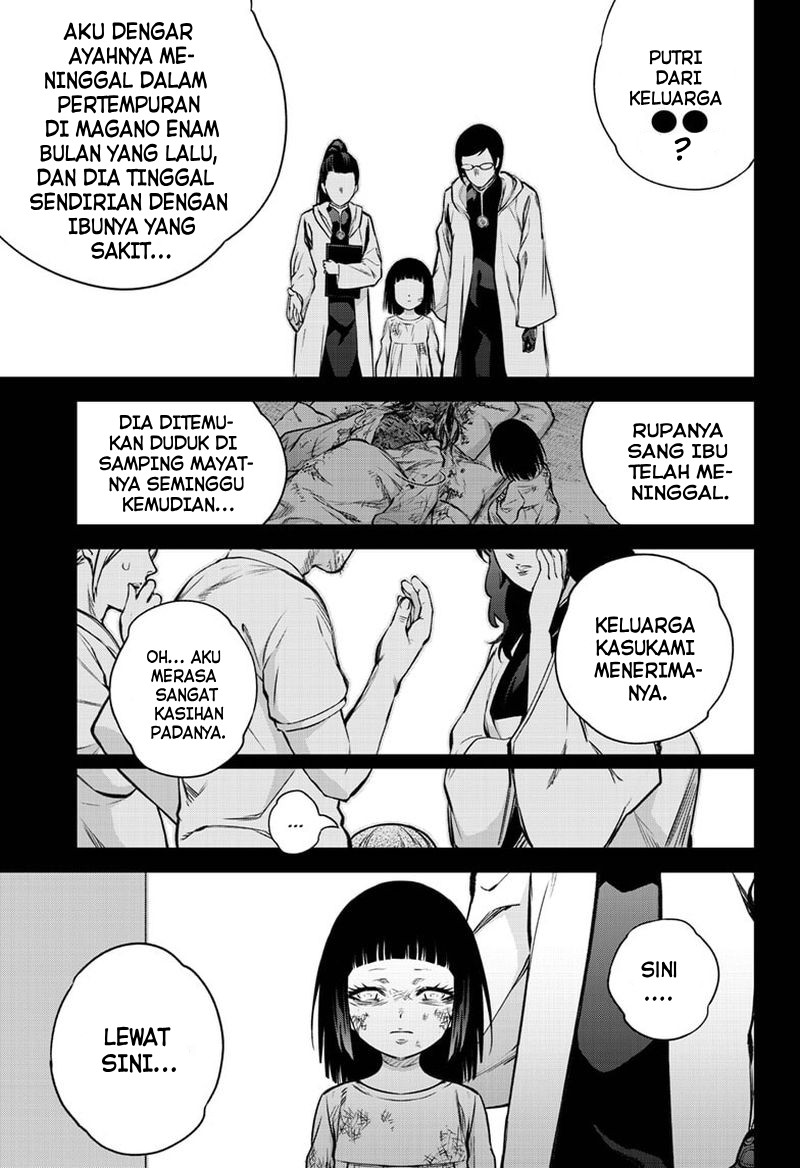 PUTRI
DARI
KELUARGA
●●
?
AKU DENGAR
AYAHNYA ME-
NINGGAL DALAM
PERTEMPURAN
DI MAGANO ENAM
BULAN YANG LALU,
DAN DIA TINGGAL
SENDIRIAN DENGAN
IBUNYA YANG
SAKIT...
RUPANYA
SANG IBU
TELAH ME-
NINGGAL.
DIA DITEMU-
KAN DUDUK DI
SAMPING MAYAT-
NYA SEMINGGU
KEMUDIAN...
KELUARGA
KASUKAMI
MENERIMA-
NYA.
OH... AKU
MERASA
SANGAT
KASIHAN
PADANYA.
...
SINI
....
LEWAT
SINI...